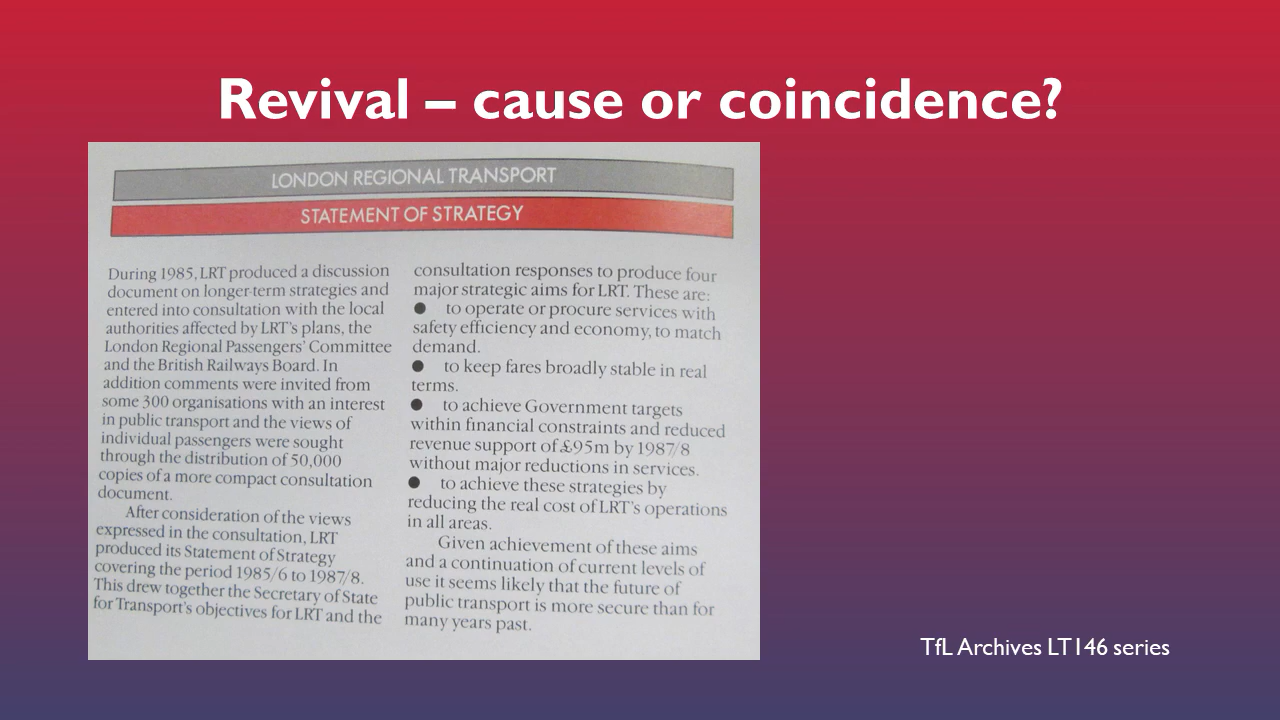 Revival – cause or coincidence?
LONDON REGIONAL TRANSPORT
STATEMENT OF STRATEGY
During 1985, LRT produced a discussion
document on longer-term strategies and
entered into consultation with the local
authorities affected by LRT's plans, the
London Regional Passengers' Committee
and the British Railways Board. In
addition comments were invited from
some 300 organisations with an interest
in public transport and the views of
individual passengers were sought
through the distribution of 50,000
copies of a more compact consultation
document.
After consideration of the views
expressed in the consultation, LRT
produced its Statement of Strategy
covering the period 1985/6 to 1987/8.
This drew together the Secretary of State
for Transport's objectives for LRT and the
consultation responses to produce four
major strategic aims for LRT. These are:
● to operate or procure services with
safety efficiency and economy, to match
demand.
● to keep fares broadly stable in real
terms.
● to achieve Government targets
within financial constraints and reduced
revenue support of £95m by 1987/8
without major reductions in services.
● to achieve these strategies by
reducing the real cost of LRT's operations
in all areas.
Given achievement of these aims
and a continuation of current levels of
use it seems likely that the future of
public transport is more secure than for
many years past.
TfL Archives LT146 series